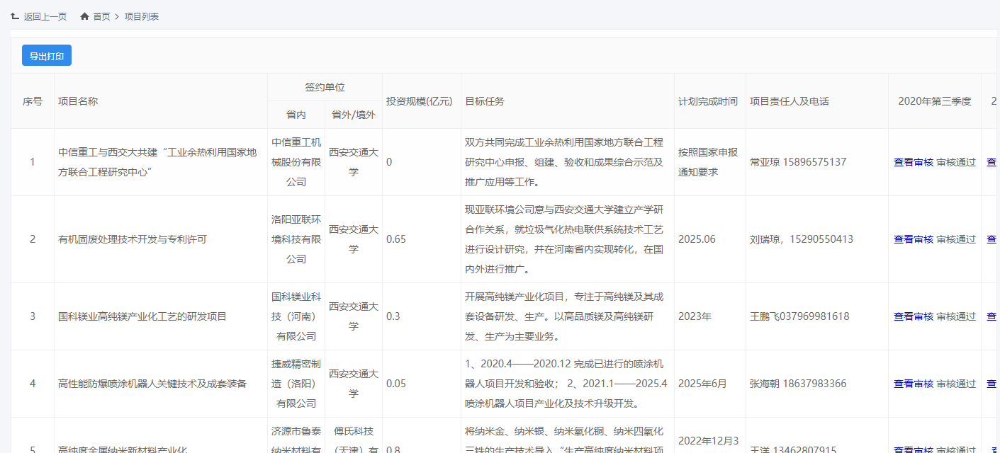 返回上一页 首页 > 项目列表
导出打印
序号 项目名称 签约单位 投资规模(亿元) 目标任务 计划完成时间 项目责任人及电话 2020年第三季度 2
省内 省外/境外
1
中信重工与西交大共建“工业余热利用国家地
方联合工程研究中心”
中信重工机
械股份有限
公司
西安交通大
学
0
双方共同完成工业余热利用国家地方联合工程
研究中心申报、组建、验收和成果综合示范及
推广应用等工作。
按照国家申报
通知要求
常亚琼 15896575137
查看审核 审核通过 查
2
有机固废处理技术开发与专利许可
洛阳亚联环
境科技有限
公司
西安交通大
学
0.65
现亚联环境公司意与西安交通大学建立产学研
合作关系，就垃圾气化热电联供系统技术工艺
进行设计研究，并在河南省内实现转化，在国
内外进行推广。
2025.06
刘瑞琼，15290550413
查看审核 审核通过 查
3
国科镁业高纯镁产业化工艺的研发项目
国科镁业科
技（河南）
有限公司
西安交通大
学
0.3
开展高纯镁产业化项目，专注于高纯镁及其成
套设备研发、生产。以高品质镁及高纯镁研
发、生产为主要业务。
2023年
王鹏飞037969981618
查看审核 审核通过 查
4
高性能防爆喷涂机器人关键技术及成套装备
捷威精密制
造（洛阳）
有限公司
西安交通大
学
0.05
1、2020.4——2020.12 完成已进行的喷涂机
器人项目开发和验收； 2、2021.1——2025.4
喷涂机器人项目产业化及技术升级开发。
2025年6月
张海朝 18637983366
查看审核 审核通过 查
5
高纯度金属纳米新材料产业化
济源市鲁泰
纳米材料有
傅氏科技
（天津）有
0.8
将纳米金、纳米银、纳米氧化铜、纳米四氧化
三铁的生产技术导入“生产高纯度纳米材料项
2022年12月3
王洋 13462807915
查看审核 审核通过 查